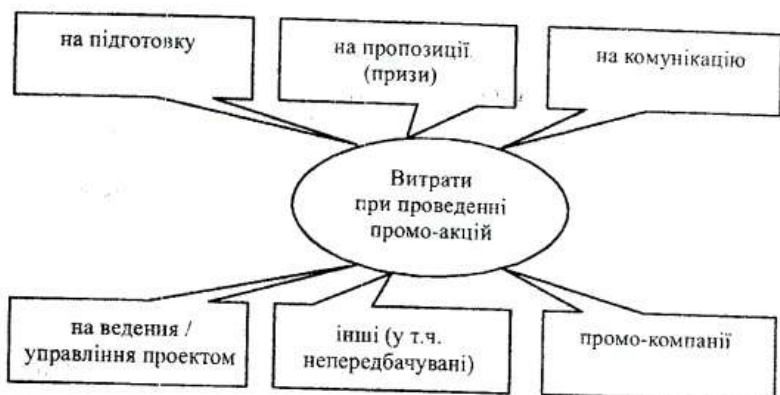 на підготовку
на пропозиції
(призи)
на комунікацію
Витрати
при проведенні
промо-акцій
на ведення /
управління проектом
інші (у т.ч.
непередбачувані)
промо-компанії